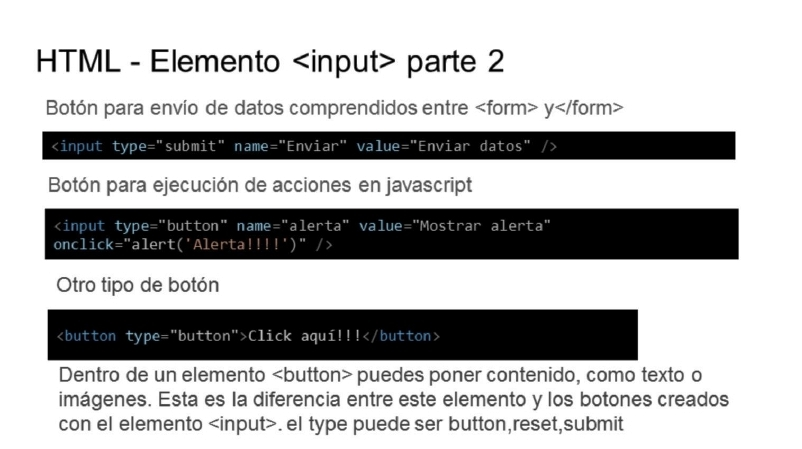 HTML - Elemento <input> parte 2
Botón para envío de datos comprendidos entre <form> y</form>
<input type="submit" name="Enviar" value="Enviar datos" />
Botón para ejecución de acciones en javascript
<input type="button" name="alerta" value="Mostrar alerta"
onclick="alert('Alerta!!!!')" />
Otro tipo de botón
<button type="button">Click aquí!!!</button>
Dentro de un elemento <button> puedes poner contenido, como texto o
imágenes. Esta es la diferencia entre este elemento y los botones creados
con el elemento <input>. el type puede ser button,reset,submit